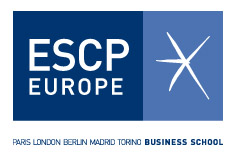 ESCP
EUROPE
PARIS LONDON BERLIN MADRID TORINO BUSINESS SCHOOL